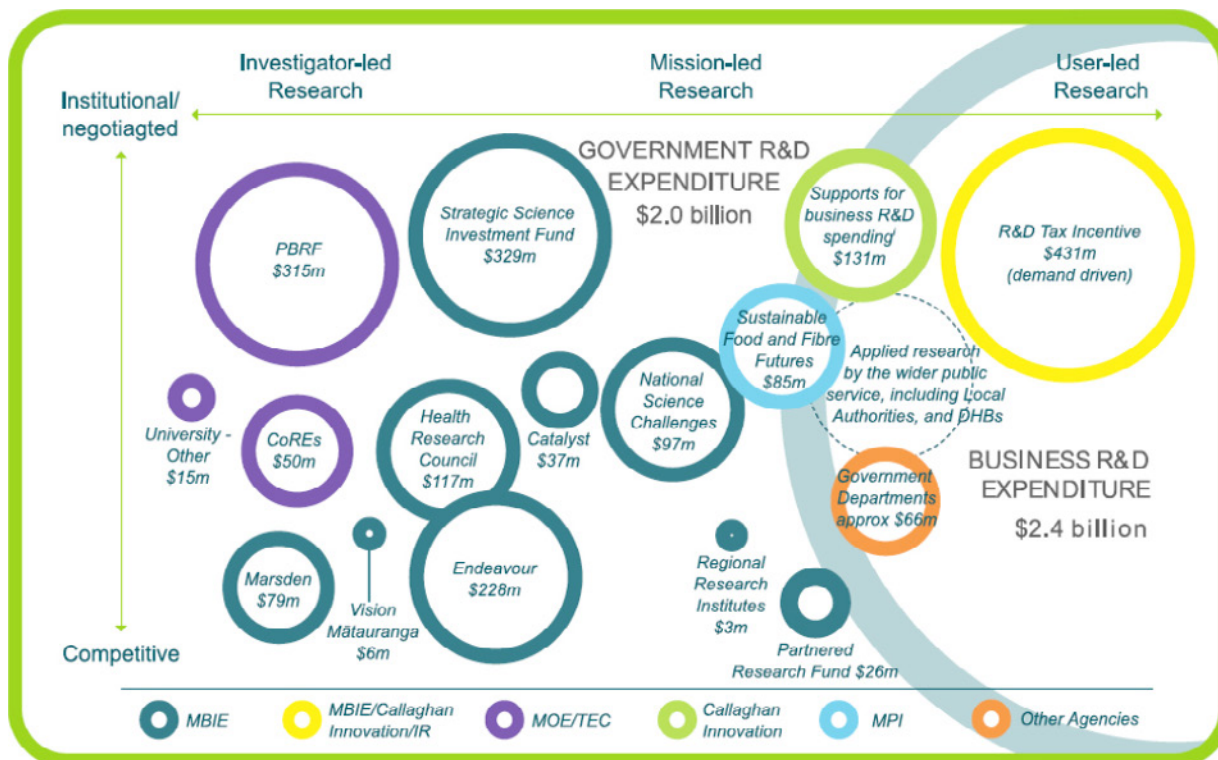 Investigator-led
Research
Mission-led
Research
User-led
Research
Institutional/
negotiagted
GOVERNMENT R&D
EXPENDITURE
$2.0 billion
PBRF
$315m
Strategic Science
Investment Fund
$329m
Supports for
business R&D
spending/
$131m
R&D Tax Incentive
$431m
(demand driven)
Sustainable
Food and Fibre
Futures
$85m
Applied research
by the wider public
service, including Local
Authorities, and DHBs
University -
Other
$15m
CoREs
$50m
Health
Research
Council
$117m
Catalyst
$37m
National
Science
Challenges
$97m
Government
Departments
approx $66m
BUSINESS R&D
EXPENDITURE
$2.4 billion
Marsden
$79m
Vision
Mātauranga
$6m
Endeavour
$228m
Regional
Research
Institutes
$3m
Partnered
Research Fund $26m
Competitive
MBIE
MBIE/Callaghan
Innovation/IR
MOE/TEC
Callaghan
Innovation
MPI
Other Agencies